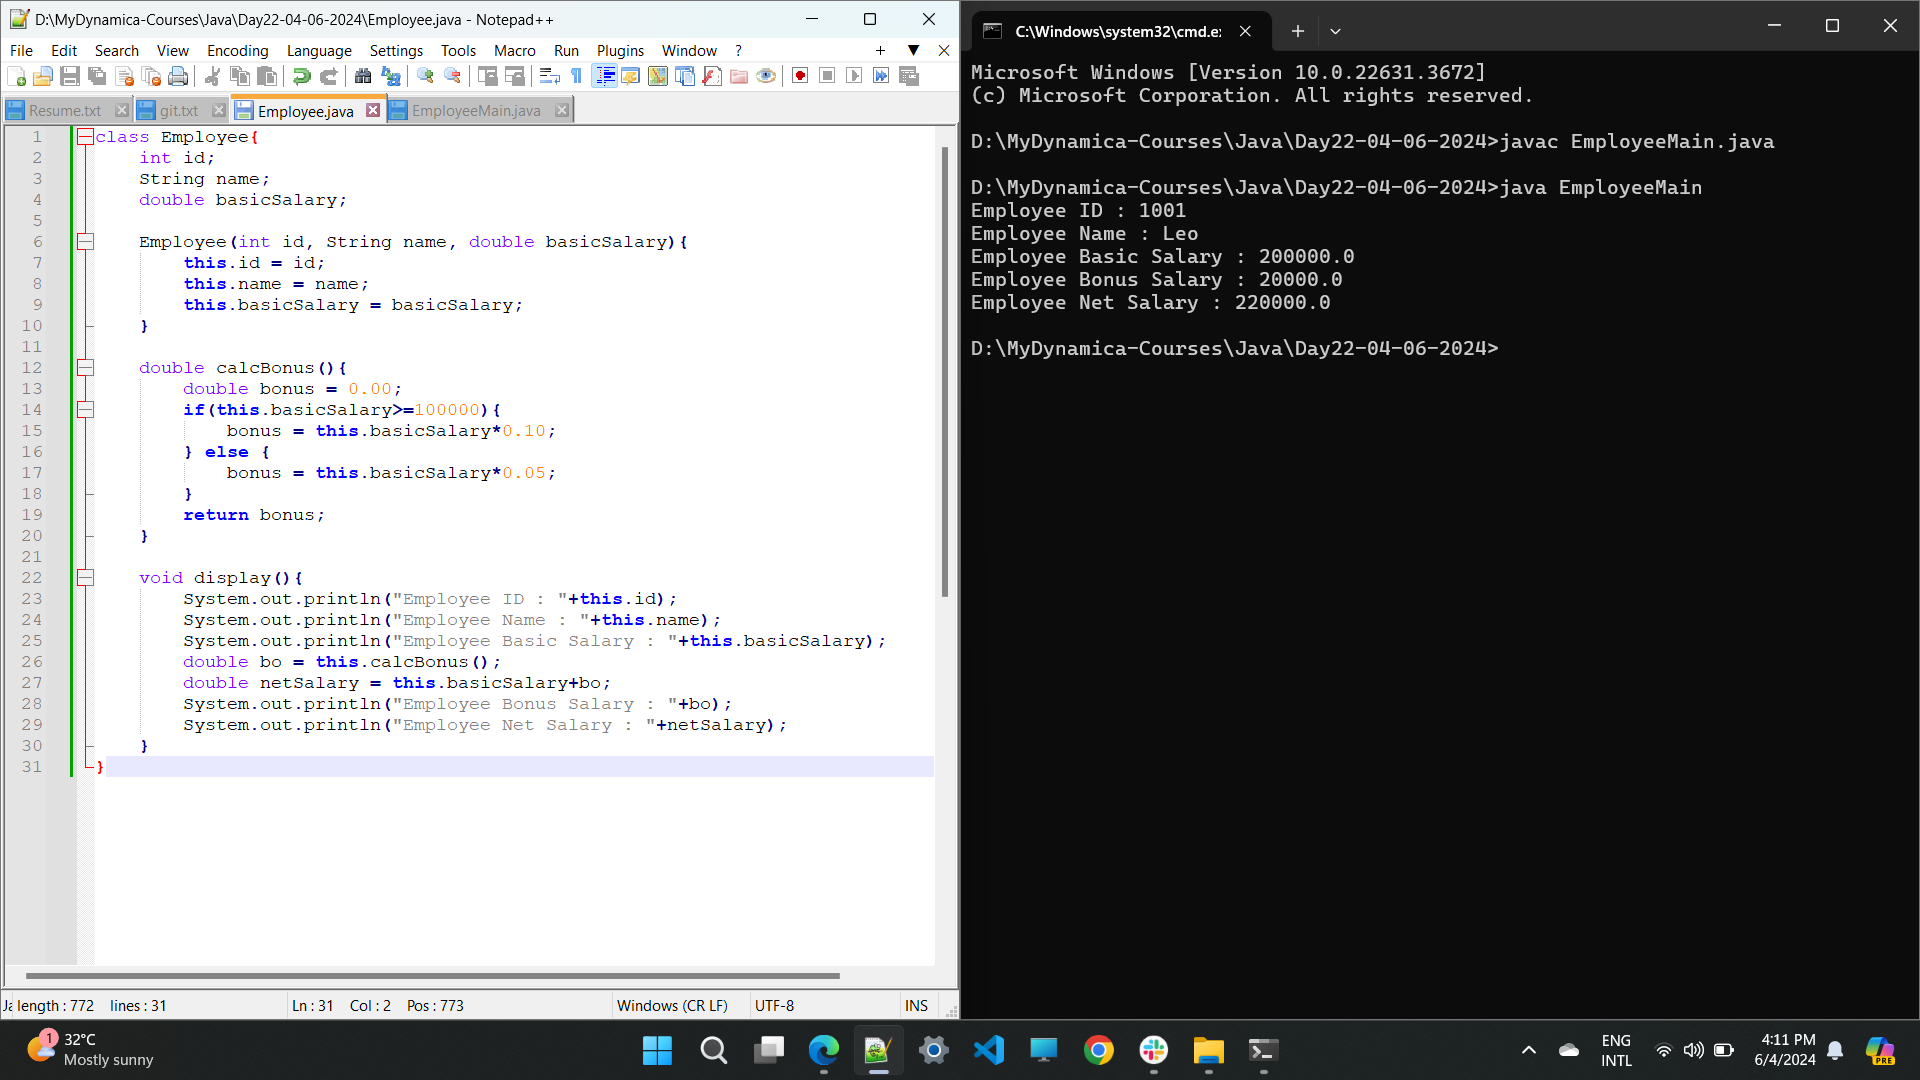 D:\MyDynamica-Courses\Java\Day22-04-06-2024\Employee.java - Notepad++
File Edit Search View Encoding Language Settings Tools Macro Run Plugins Window ?
Resume.txt git.txt Employee.java EmployeeMain.java
1 class Employee{
2     int id;
3     String name;
4     double basicSalary;
5
6     Employee(int id, String name, double basicSalary){
7         this.id = id;
8         this.name = name;
9         this.basicSalary = basicSalary;
10     }
11
12     double calcBonus(){
13         double bonus = 0.00;
14         if(this.basicSalary>=100000){
15             bonus = this.basicSalary*0.10;
16         } else {
17             bonus = this.basicSalary*0.05;
18         }
19         return bonus;
20     }
21
22     void display(){
23         System.out.println("Employee ID : "+this.id);
24         System.out.println("Employee Name : "+this.name);
25         System.out.println("Employee Basic Salary : "+this.basicSalary);
26         double bo = this.calcBonus();
27         double netSalary = this.basicSalary+bo;
28         System.out.println("Employee Bonus Salary : "+bo);
29         System.out.println("Employee Net Salary : "+netSalary);
30     }
31 }
Ja length : 772 lines : 31 Ln : 31 Col : 2 Pos : 773 Windows (CR LF) UTF-8 INS
C:\Windows\system32\cmd.e
Microsoft Windows [Version 10.0.22631.3672]
(c) Microsoft Corporation. All rights reserved.
D:\MyDynamica-Courses\Java\Day22-04-06-2024>javac EmployeeMain.java
D:\MyDynamica-Courses\Java\Day22-04-06-2024>java EmployeeMain
Employee ID : 1001
Employee Name : Leo
Employee Basic Salary : 200000.0
Employee Bonus Salary : 20000.0
Employee Net Salary : 220000.0
D:\MyDynamica-Courses\Java\Day22-04-06-2024>
1
32°C
Mostly sunny
ENG
INTL
4:11 PM
6/4/2024
PRE